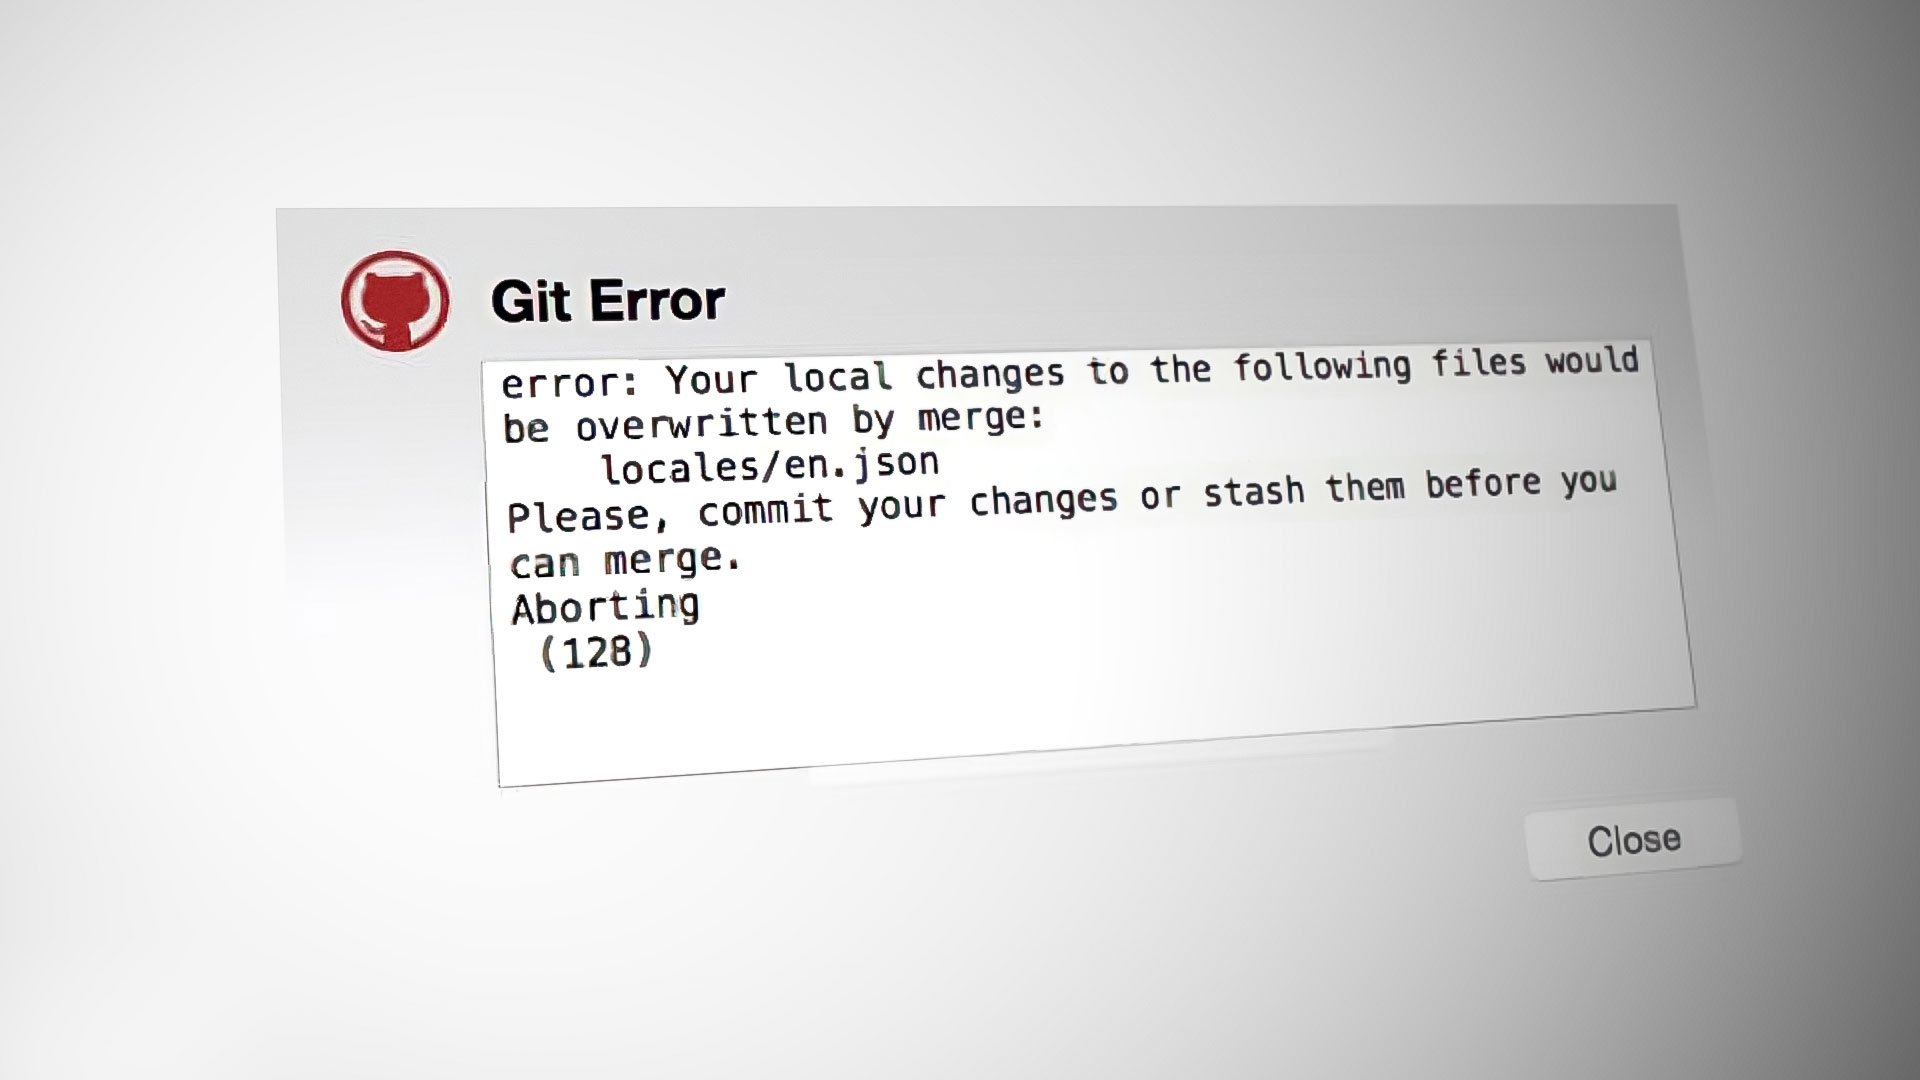 Git Error
error: Your local changes to the following files would
be overwritten by merge:
locales/en.json
Please, commit your changes or stash them before you
can merge.
Aborting
(128)
Close